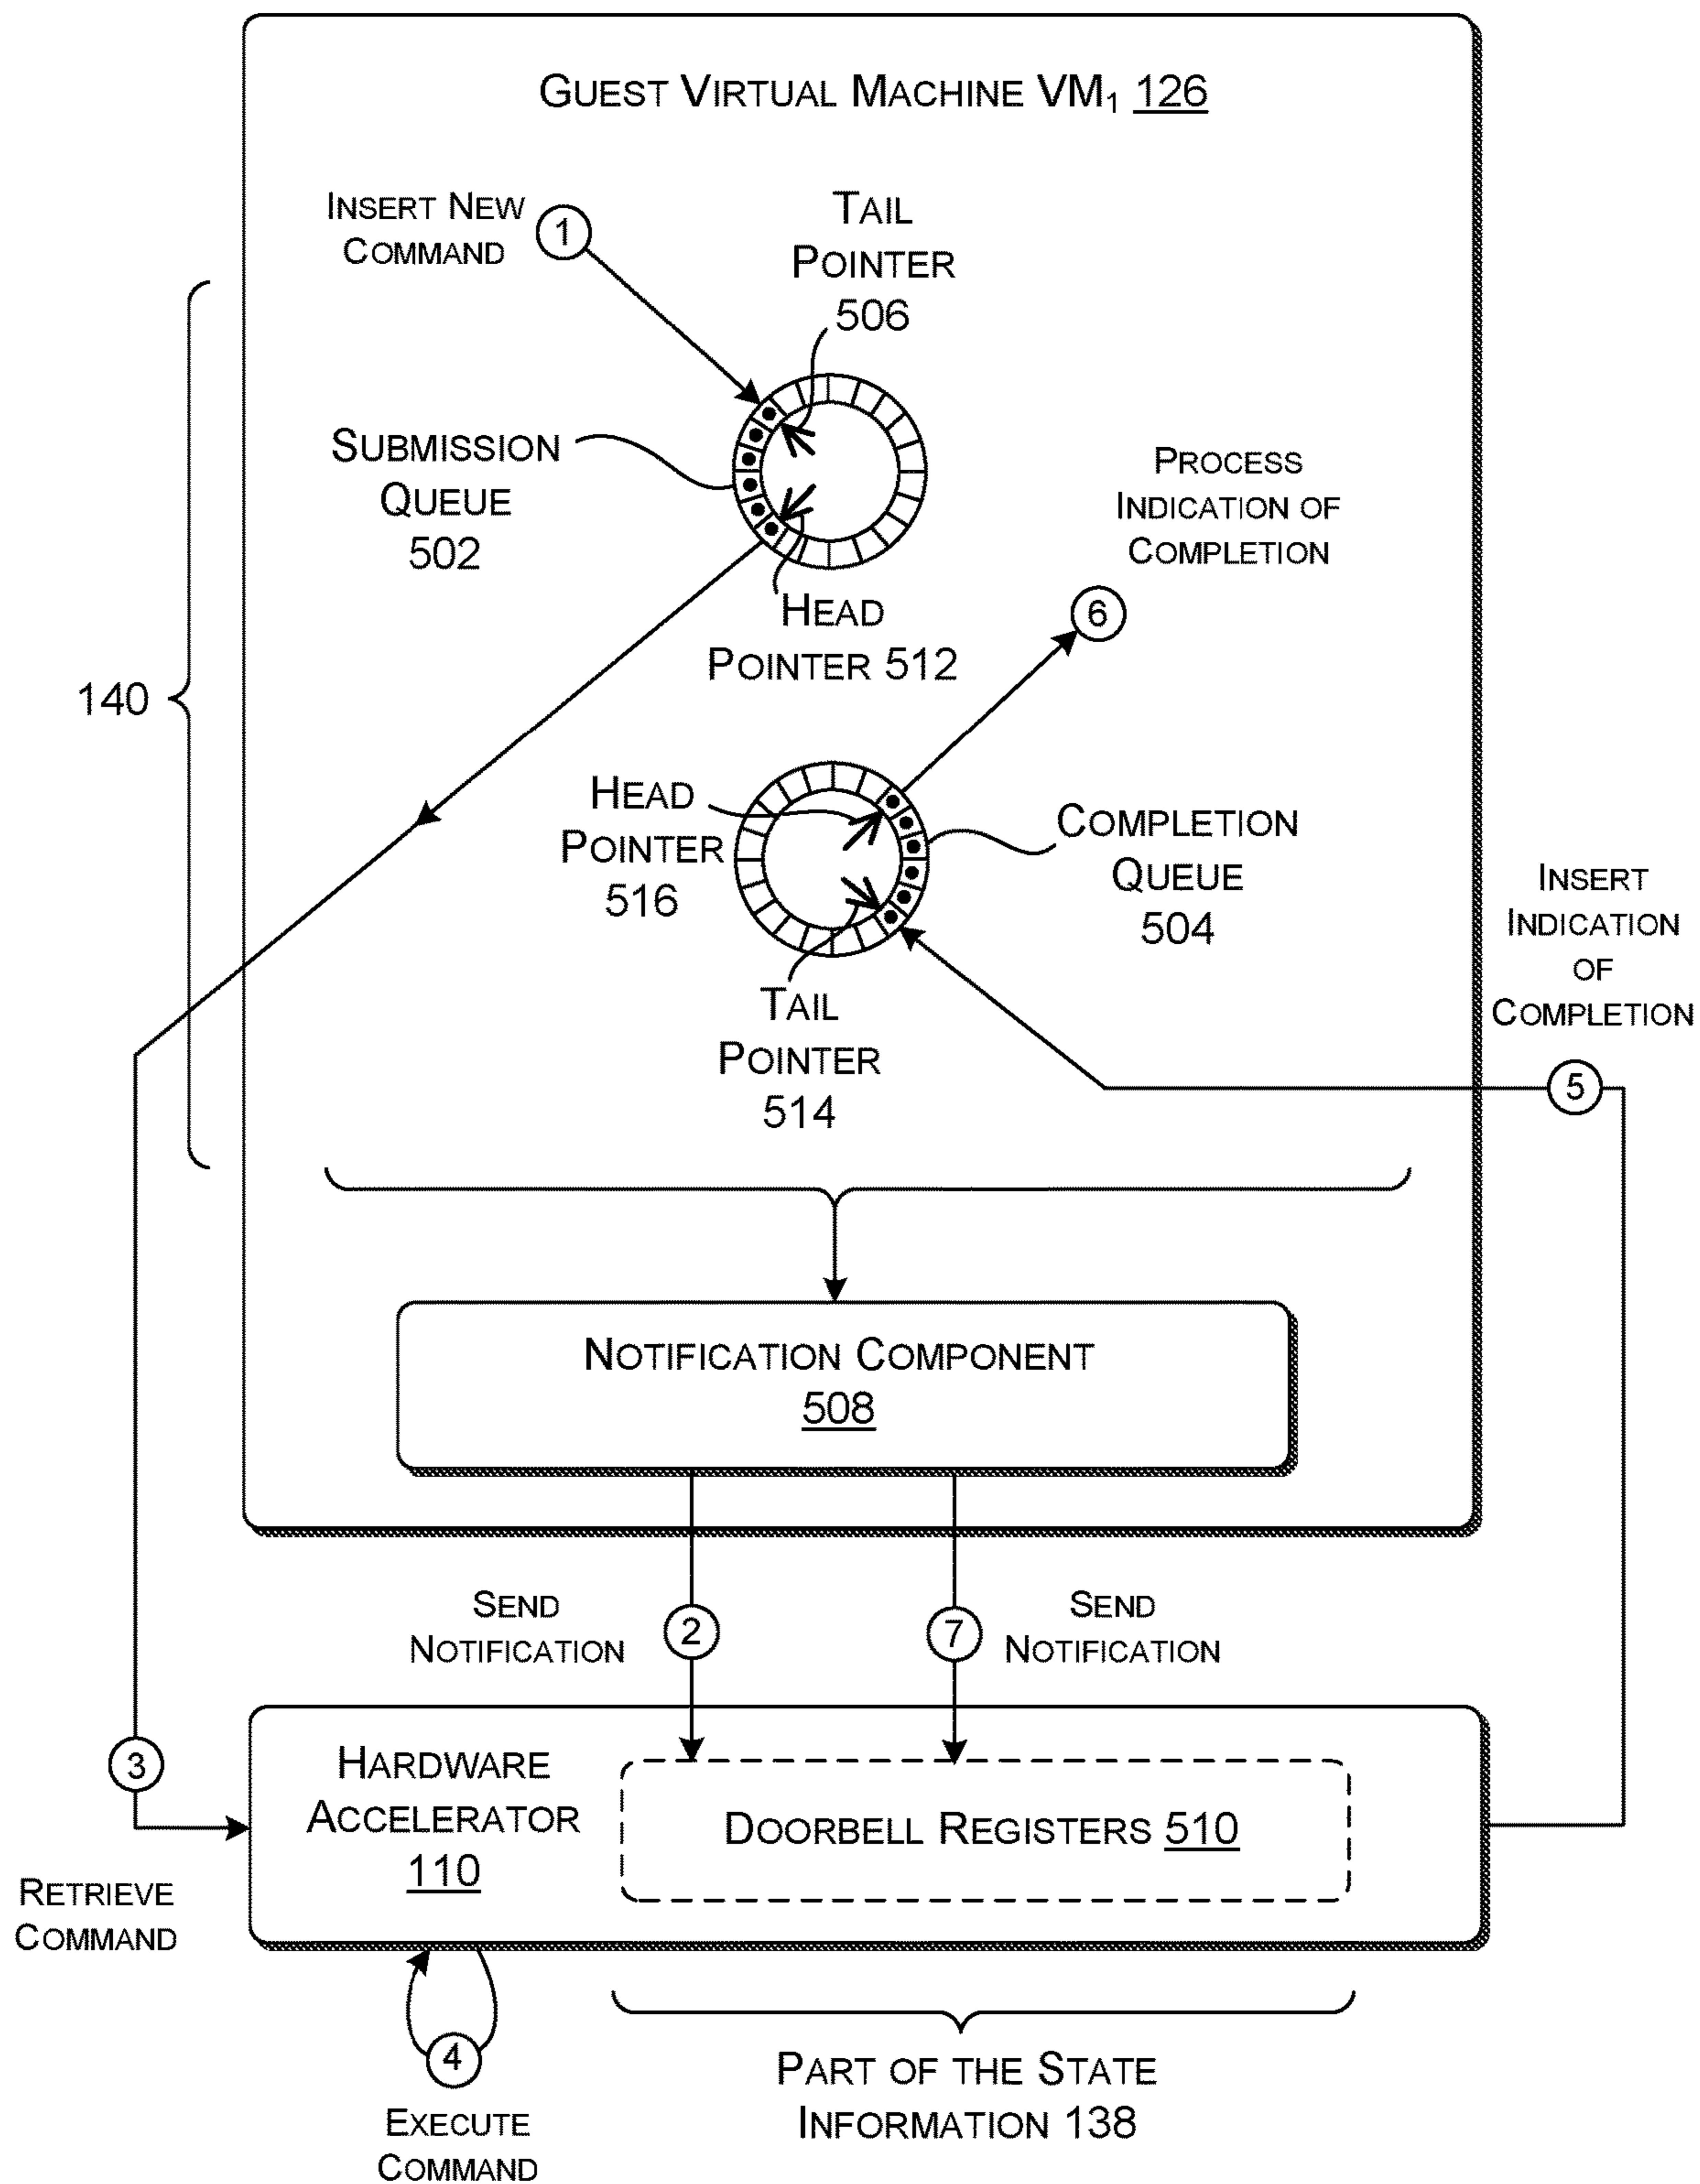 GUEST VIRTUAL MACHINE VM₁ 126
INSERT NEW
COMMAND
1
TAIL
POINTER
506
SUBMISSION
QUEUE
502
HEAD
POINTER 512
PROCESS
INDICATION OF
COMPLETION
6
140
HEAD
POINTER
516
COMPLETION
QUEUE
504
TAIL
POINTER
514
INSERT
INDICATION
OF
COMPLETION
5
NOTIFICATION COMPONENT
508
SEND
NOTIFICATION
2
7
SEND
NOTIFICATION
3
RETRIEVE
COMMAND
HARDWARE
ACCELERATOR
110
DOORBELL REGISTERS 510
4
EXECUTE
COMMAND
PART OF THE STATE
INFORMATION 138